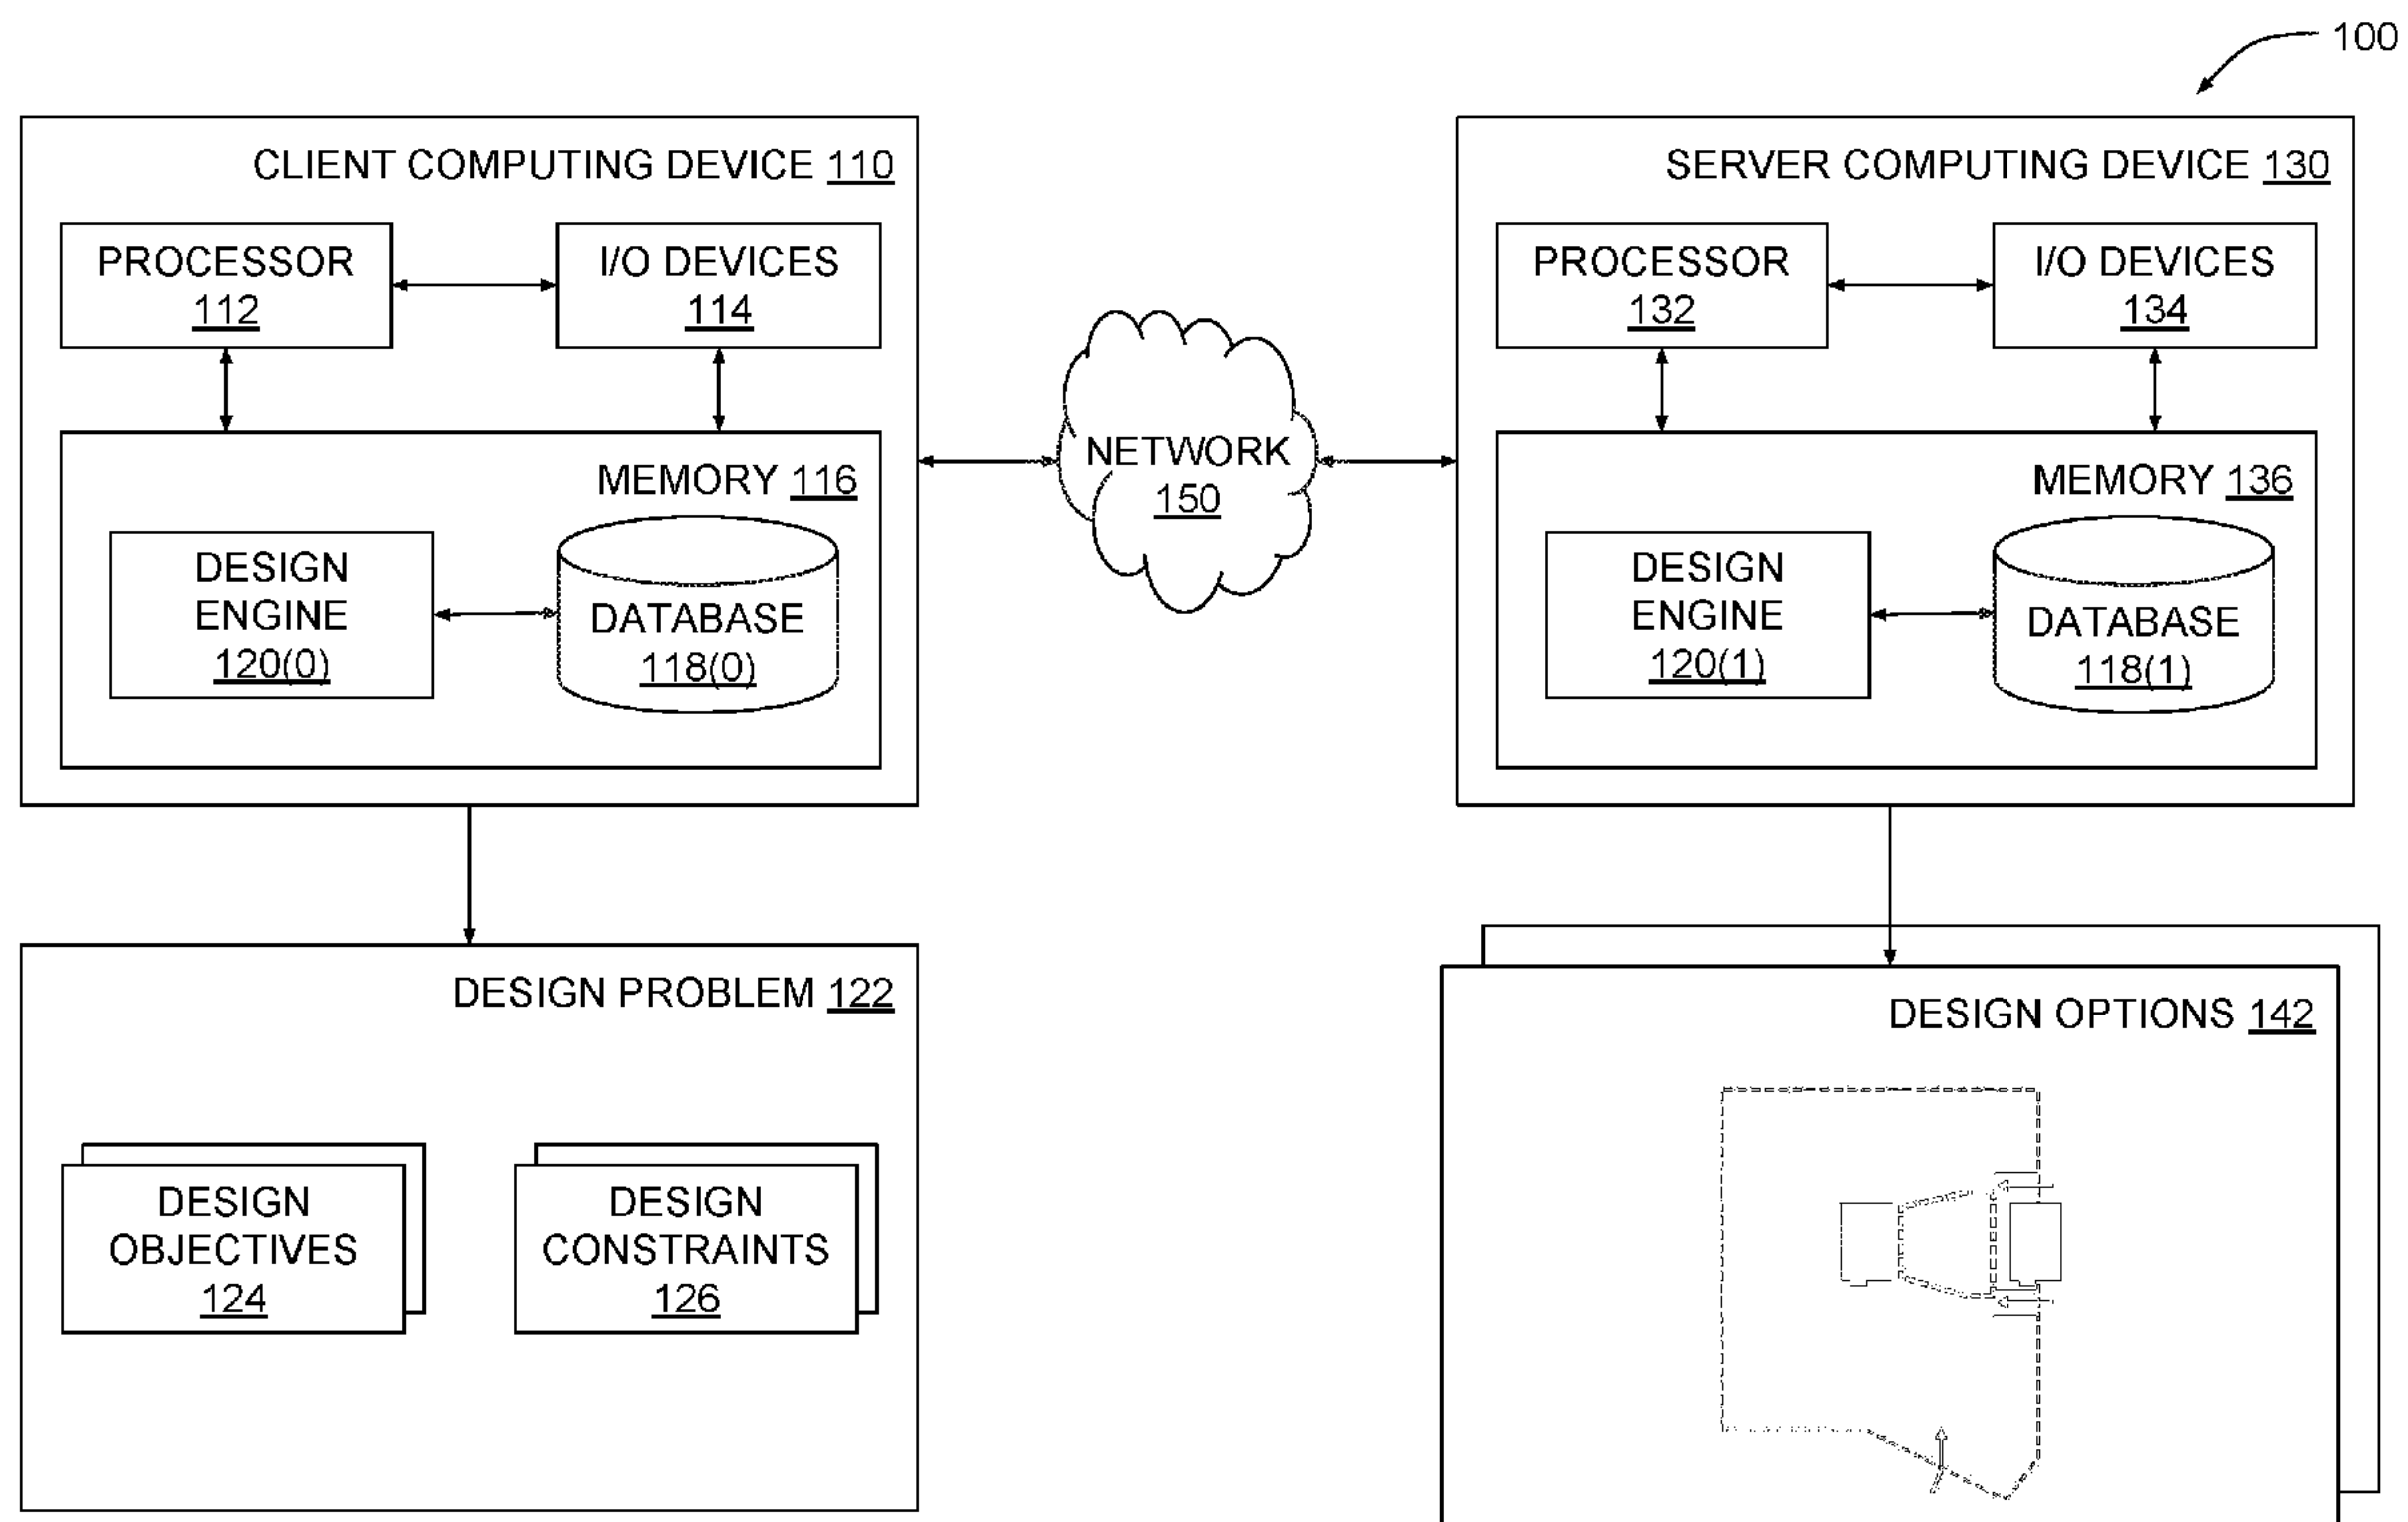 100
CLIENT COMPUTING DEVICE 110
PROCESSOR
112
I/O DEVICES
114
MEMORY 116
DESIGN
ENGINE
120(0)
DATABASE
118(0)
NETWORK
150
SERVER COMPUTING DEVICE 130
PROCESSOR
132
I/O DEVICES
134
MEMORY 136
DESIGN
ENGINE
120(1)
DATABASE
118(1)
DESIGN PROBLEM 122
DESIGN
OBJECTIVES
124
DESIGN
CONSTRAINTS
126
DESIGN OPTIONS 142